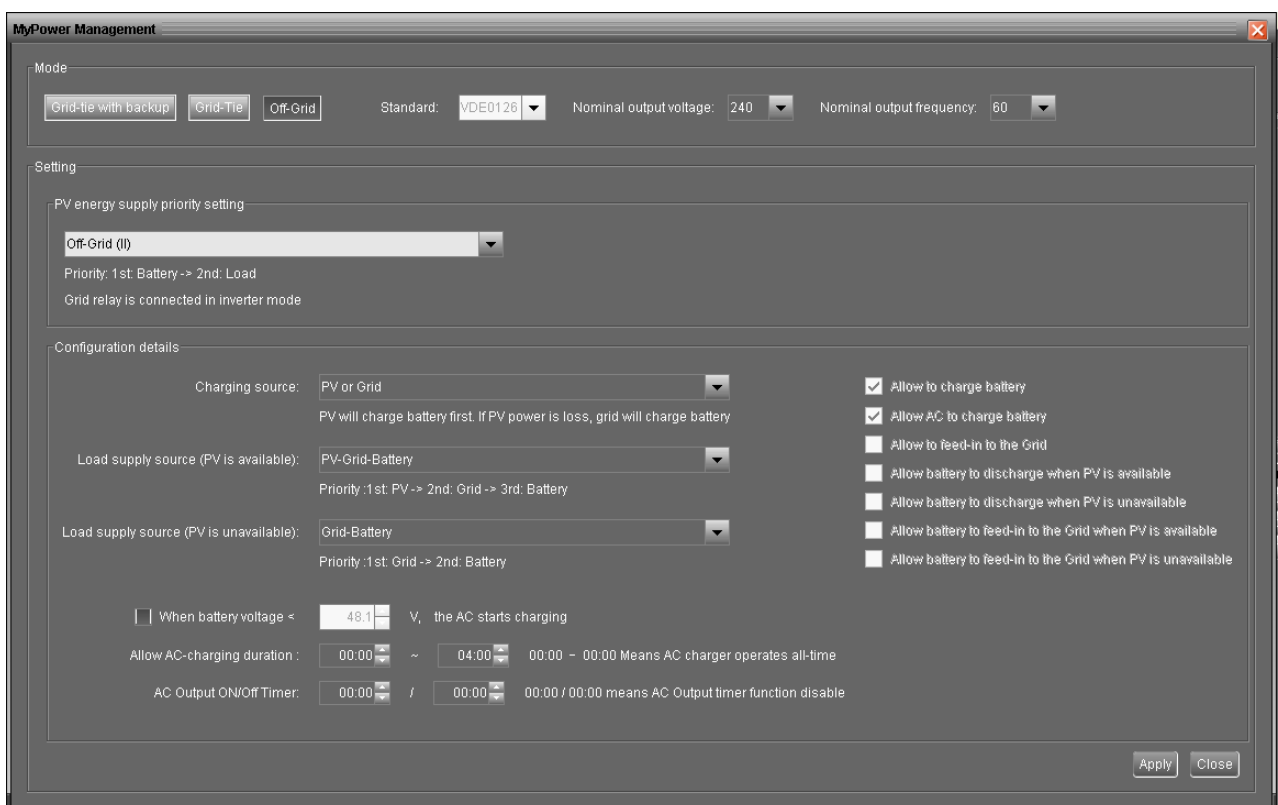 MyPower Management
Mode
Grid-tie with backup Grid-Tie Off-Grid Standard: VDE0126 Nominal output voltage: 240 Nominal output frequency: 60
Setting
PV energy supply priority setting
Off-Grid (II)
Priority: 1st: Battery -> 2nd: Load
Grid relay is connected in inverter mode
Configuration details
Charging source: PV or Grid Allow to charge battery
PV will charge battery first. If PV power is loss, grid will charge battery Allow AC to charge battery
Allow to feed-in to the Grid
Load supply source (PV is available): PV-Grid-Battery
Allow battery to discharge when PV is available
Priority :1st: PV -> 2nd: Grid -> 3rd: Battery
Allow battery to discharge when PV is unavailable
Load supply source (PV is unavailable): Grid-Battery Allow battery to feed-in to the Grid when PV is available
Priority :1st: Grid -> 2nd: Battery Allow battery to feed-in to the Grid when PV is unavailable
When battery voltage < 48.1 V, the AC starts charging
Allow AC-charging duration : 00:00 ~ 04:00 00:00 - 00:00 Means AC charger operates all-time
AC Output ON/Off Timer: 00:00 / 00:00 00:00 / 00:00 means AC Output timer function disable
Apply Close